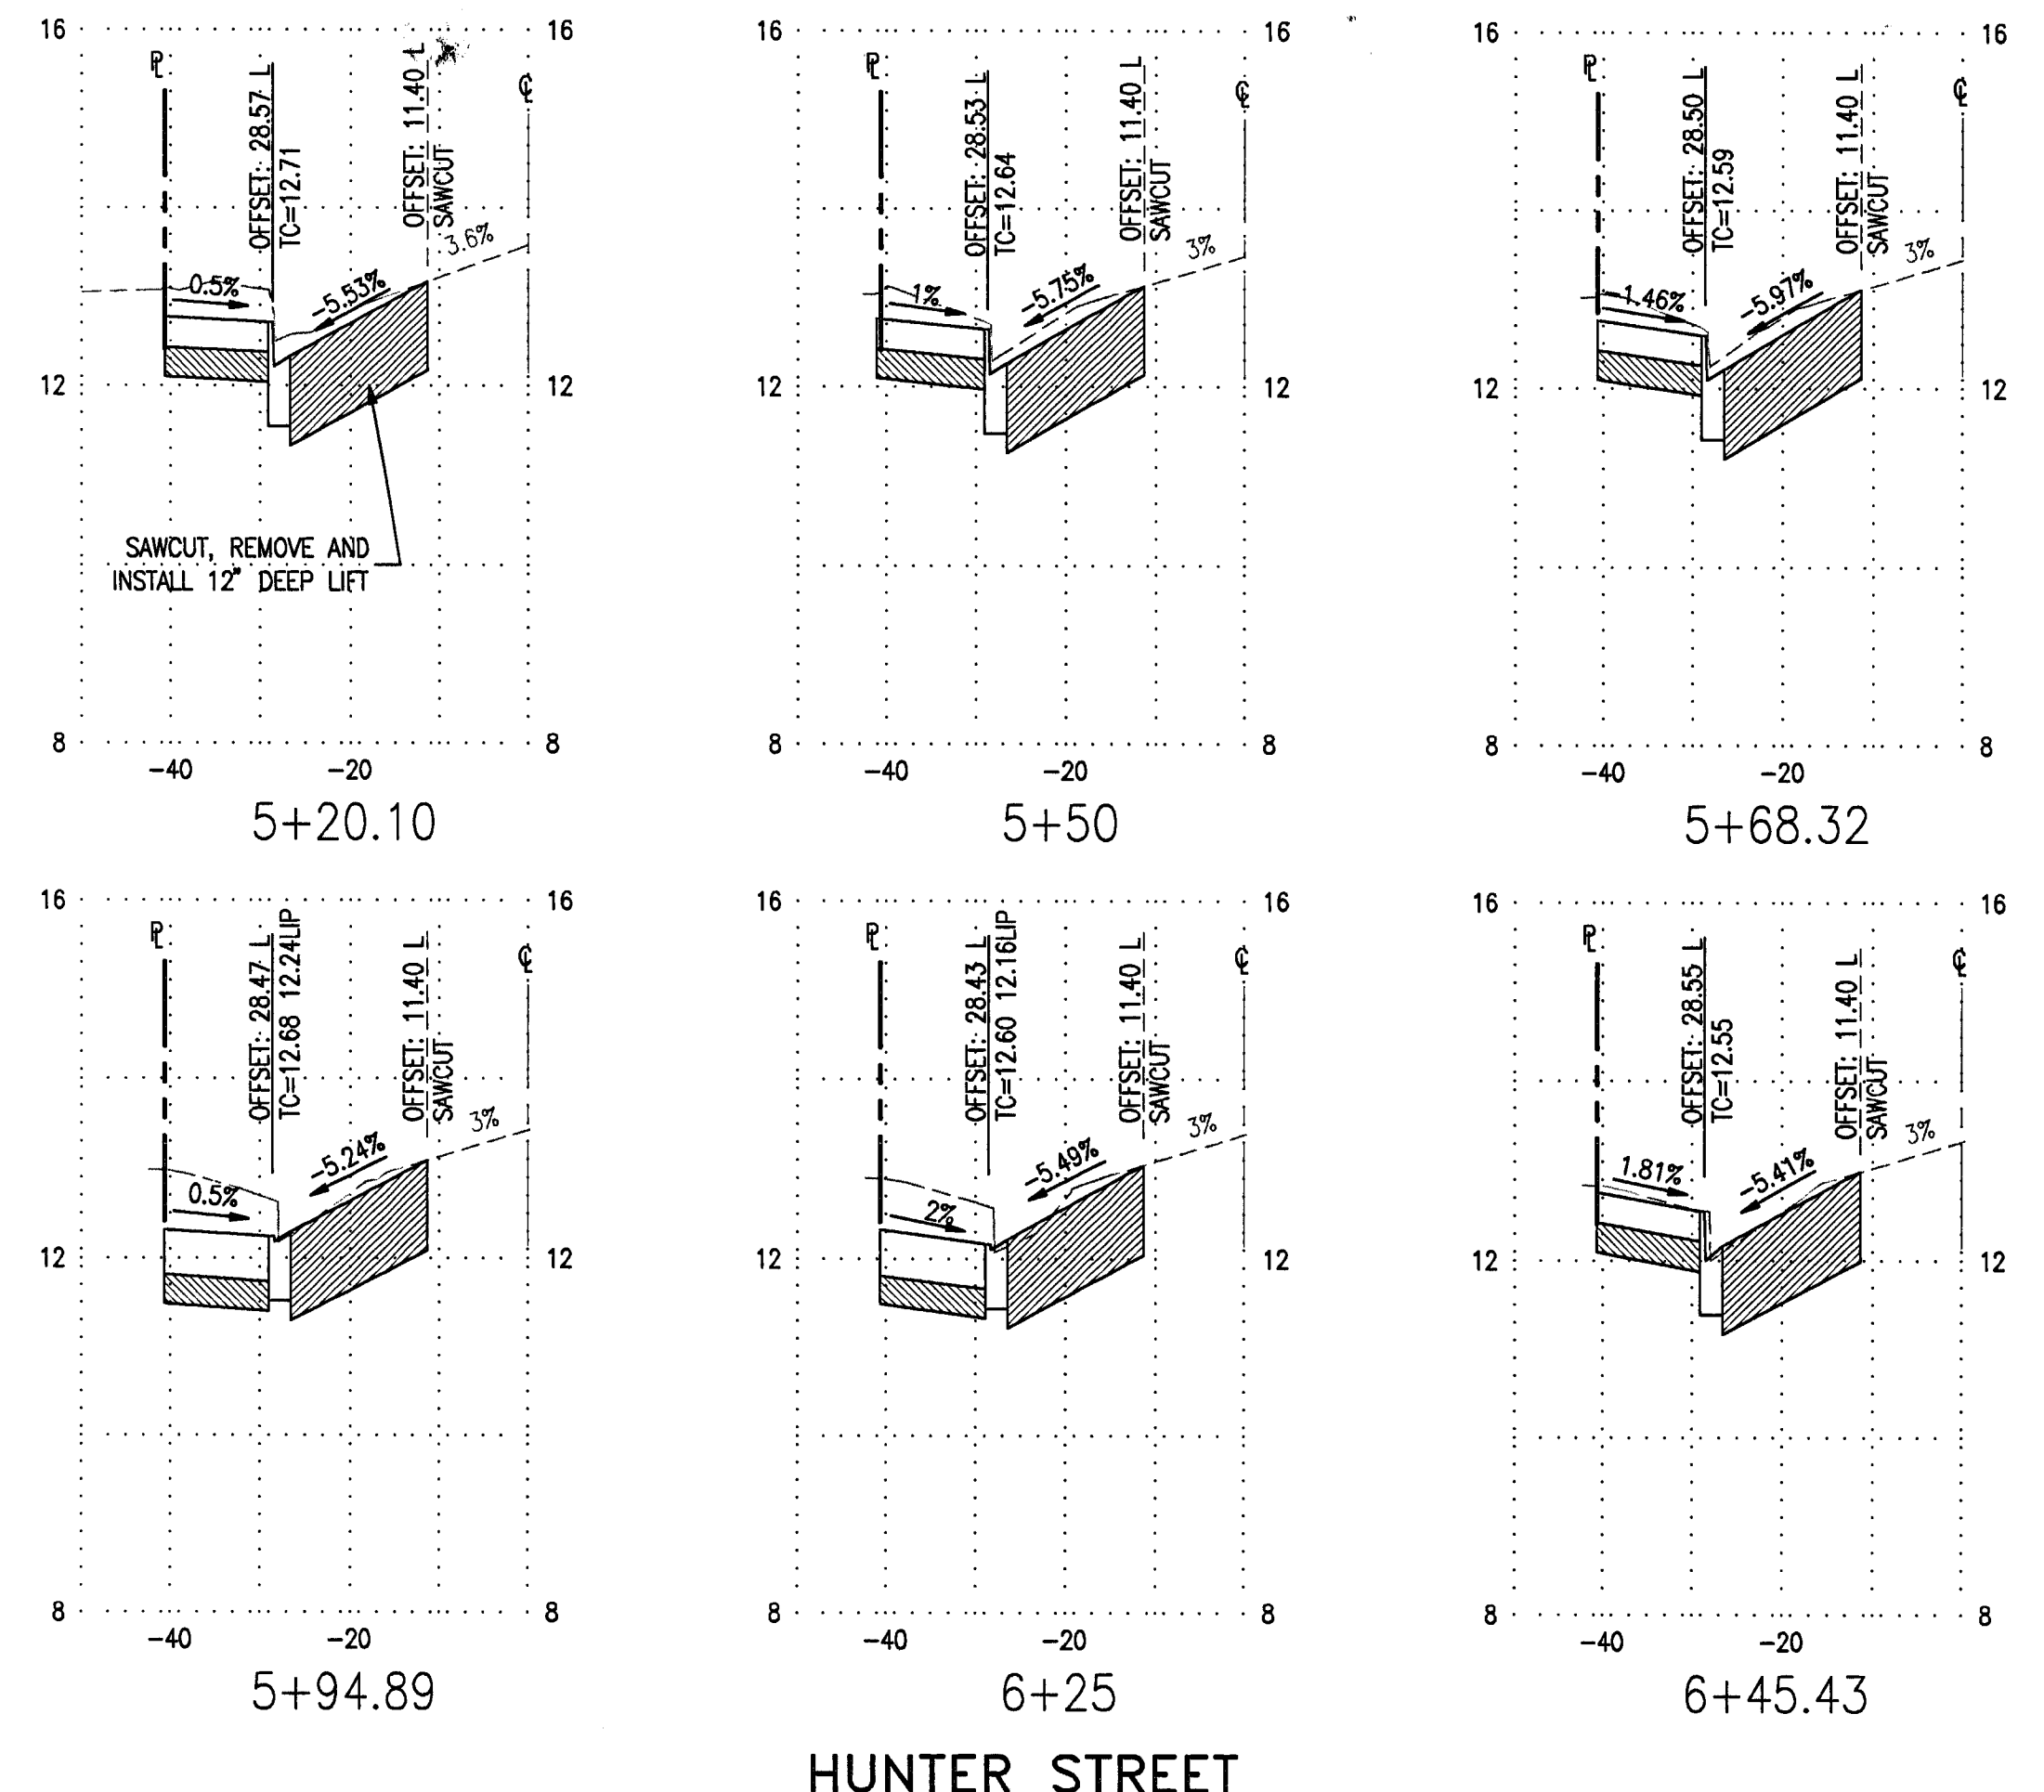 16 16 16 16 16 16
PL OFFSET: 28.57 L TC=12.71 OFFSET: 11.40 L SAWCUT CL
0.5% -5.53% 3.6%
12 12
SAWCUT, REMOVE AND
INSTALL 12" DEEP LIFT
8 8
-40 -20
5+20.10
PL OFFSET: 28.53 L TC=12.64 OFFSET: 11.40 L SAWCUT CL
1% -5.75% 3%
12 12
8 8
-40 -20
5+50
PL OFFSET: 28.50 L TC=12.59 OFFSET: 11.40 L SAWCUT CL
-1.46% -5.97% 3%
12 12
8 8
-40 -20
5+68.32
16 16 16 16 16 16
PL OFFSET: 28.47 L TC=12.68 12.24LIP OFFSET: 11.40 L SAWCUT CL
0.5% -5.24% 3%
12 12
8 8
-40 -20
5+94.89
PL OFFSET: 28.43 L TC=12.60 12.16LIP OFFSET: 11.40 L SAWCUT CL
2% -5.49% 3%
12 12
8 8
-40 -20
6+25
PL OFFSET: 28.55 L TC=12.55 OFFSET: 11.40 L SAWCUT CL
1.81% -5.41% 3%
12 12
8 8
-40 -20
6+45.43
HUNTER STREET